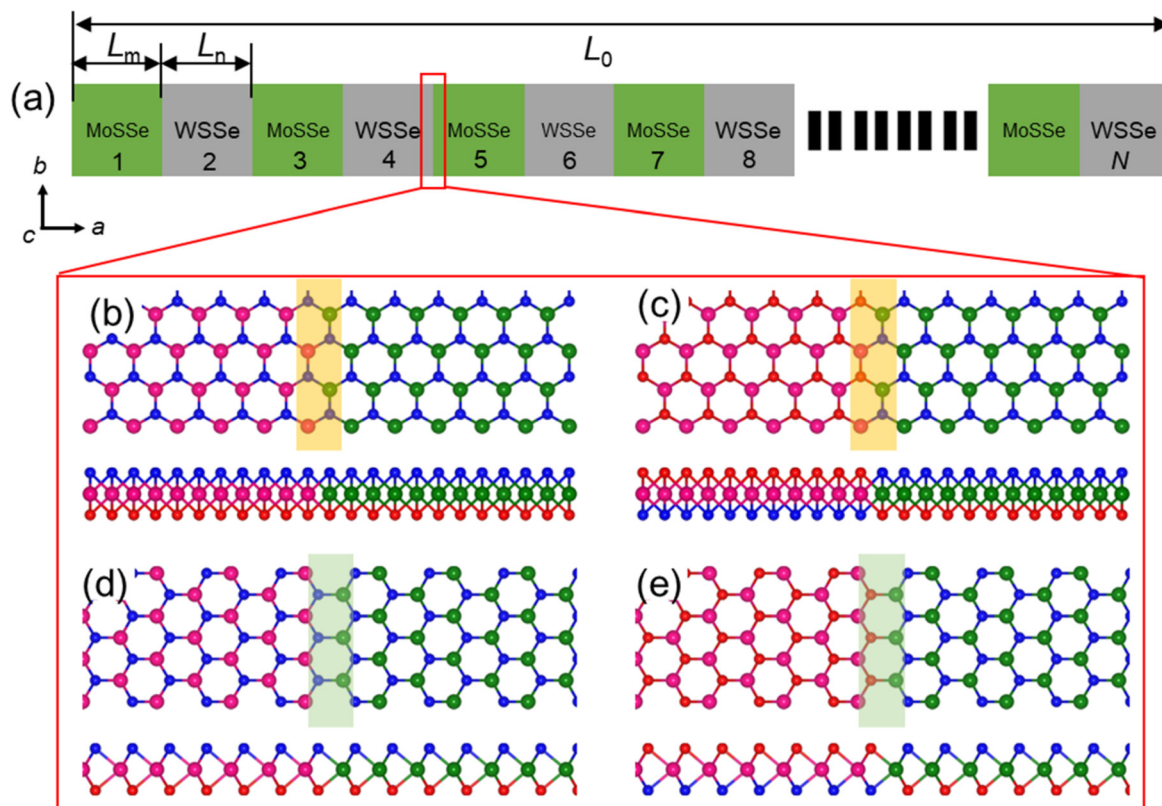 L₀
Lₘ Lₙ
(a)
MoSSe WSSe MoSSe WSSe MoSSe WSSe MoSSe WSSe MoSSe WSSe
1 2 3 4 5 6 7 8 N
b
c a
(b) (c)
(d) (e)